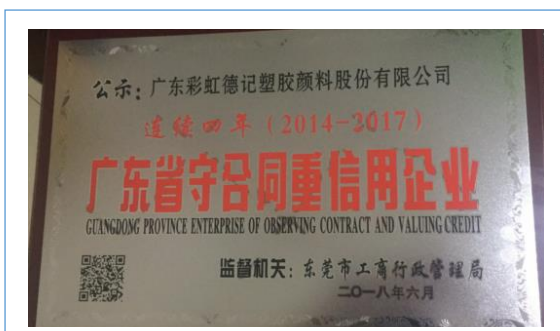 公示：广东彩虹德记塑胶颜料股份有限公司
连续四年（2014-2017）
广东省守合同重信用企业
GUANGDONG PROVINCE ENTERPRISE OF OBSERVING CONTRACT AND VALUING CREDIT
监督机关：东莞市工商行政管理局
二〇一八年六月